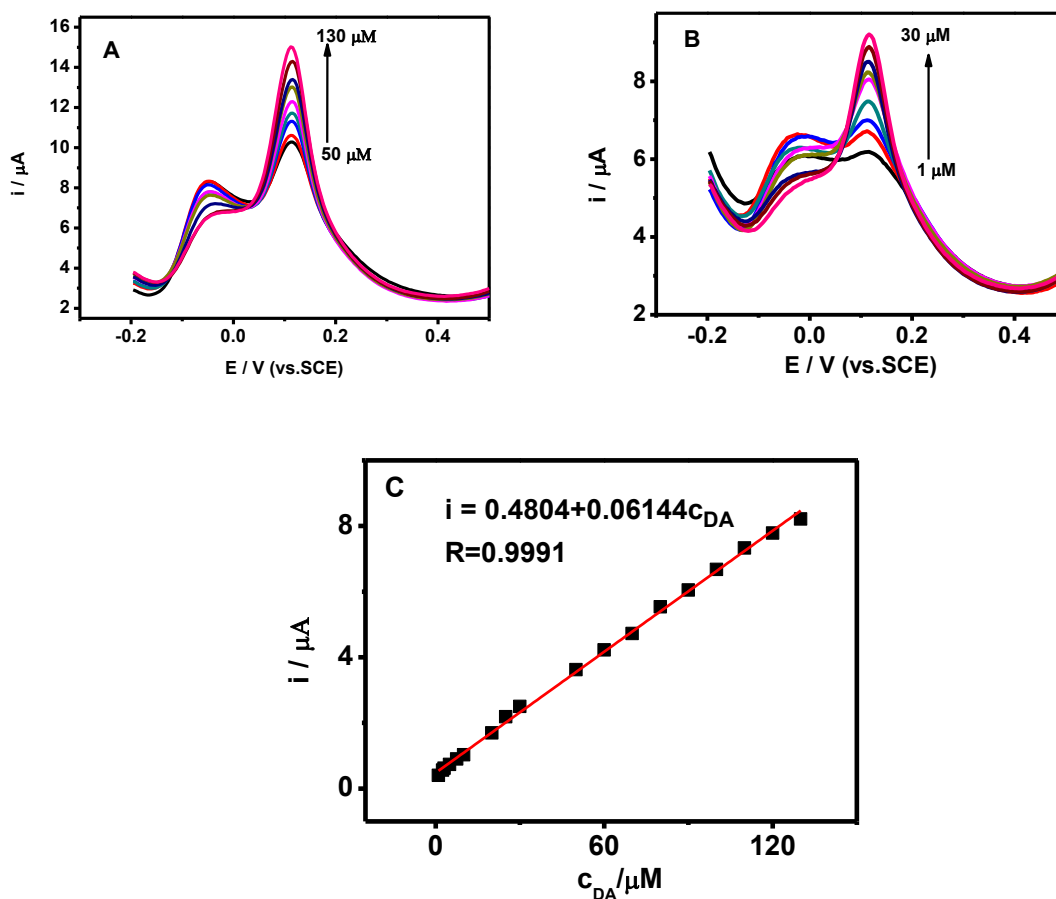 A
130 μM
50 μM
16
14
12
10
8
6
4
2
i / μA
-0.2 0.0 0.2 0.4
E / V (vs.SCE)
B
30 μM
1 μM
8
6
4
2
i / μA
-0.2 0.0 0.2 0.4
E / V (vs.SCE)
C
i = 0.4804+0.06144cDA
R=0.9991
8
4
0
i / μA
0 60 120
cDA/μM